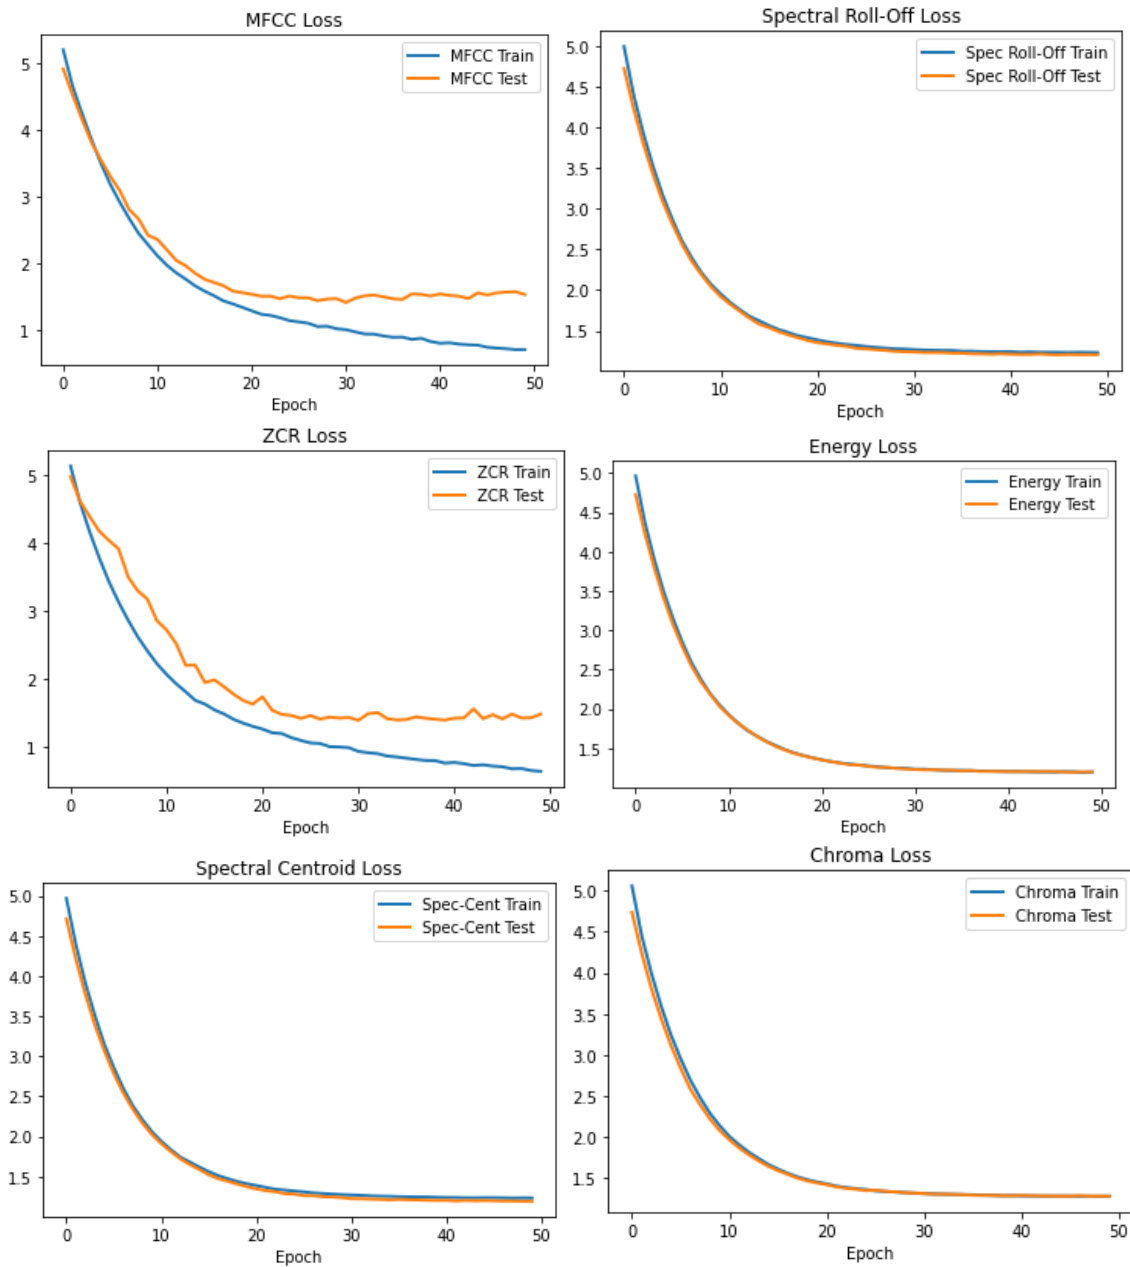 MFCC Loss
MFCC Train
MFCC Test
5
4
3
2
1
0 10 20 30 40 50
Epoch
Spectral Roll-Off Loss
Spec Roll-Off Train
Spec Roll-Off Test
5.0
4.5
4.0
3.5
3.0
2.5
2.0
1.5
0 10 20 30 40 50
Epoch
ZCR Loss
ZCR Train
ZCR Test
5
4
3
2
1
0 10 20 30 40 50
Epoch
Energy Loss
Energy Train
Energy Test
5.0
4.5
4.0
3.5
3.0
2.5
2.0
1.5
0 10 20 30 40 50
Epoch
Spectral Centroid Loss
Spec-Cent Train
Spec-Cent Test
5.0
4.5
4.0
3.5
3.0
2.5
2.0
1.5
0 10 20 30 40 50
Epoch
Chroma Loss
Chroma Train
Chroma Test
5.0
4.5
4.0
3.5
3.0
2.5
2.0
1.5
0 10 20 30 40 50
Epoch